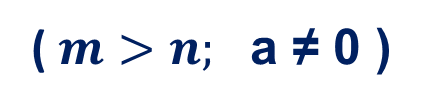 ( m > n; a ≠ 0 )